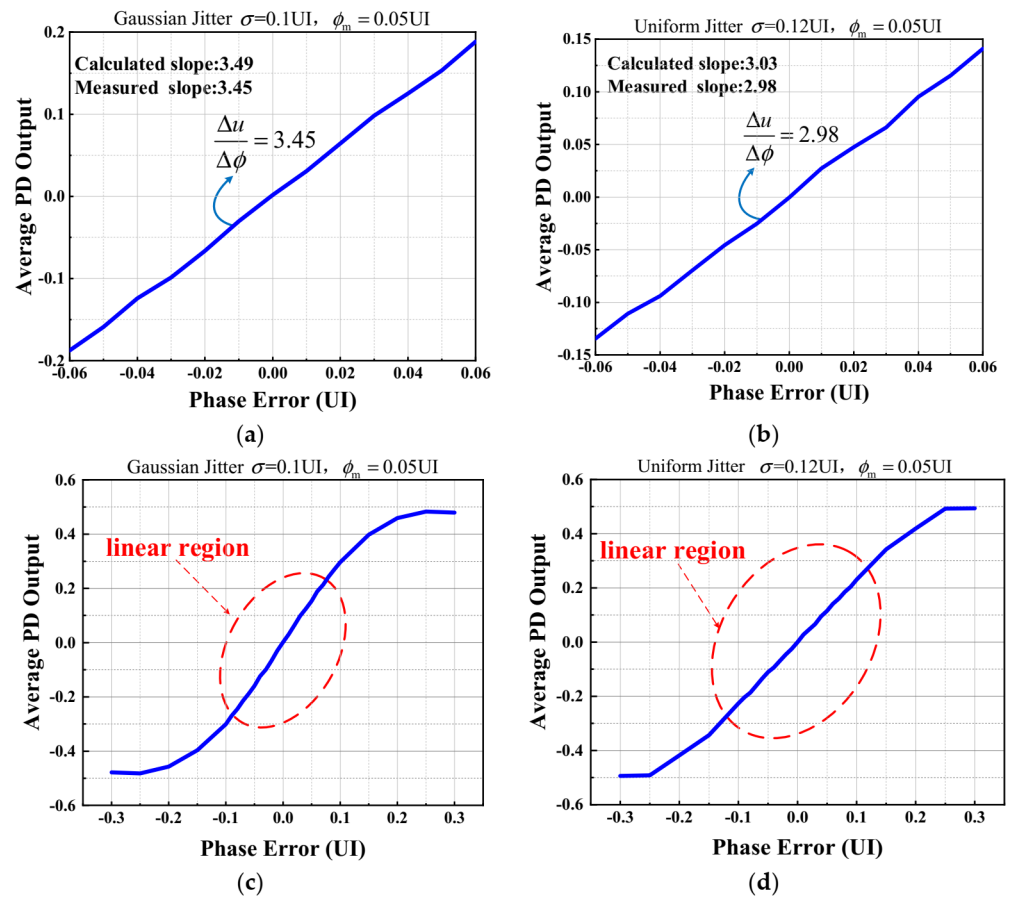 Gaussian Jitter σ=0.1UI, ϕm = 0.05UI
Calculated slope:3.49
Measured slope:3.45
Δu/Δϕ = 3.45
0.2
0.1
0.0
-0.1
-0.2
-0.06
-0.04
-0.02
0.00
0.02
0.04
0.06
Average PD Output
Phase Error (UI)
(a)
Uniform Jitter σ=0.12UI, ϕm = 0.05UI
Calculated slope:3.03
Measured slope:2.98
Δu/Δϕ = 2.98
0.15
0.10
0.05
0.00
-0.05
-0.10
-0.15
-0.06
-0.04
-0.02
0.00
0.02
0.04
0.06
Average PD Output
Phase Error (UI)
(b)
Gaussian Jitter σ=0.1UI, ϕm = 0.05UI
linear region
0.6
0.4
0.2
0.0
-0.2
-0.4
-0.6
-0.3
-0.2
-0.1
0.0
0.1
0.2
0.3
Average PD Output
Phase Error (UI)
(c)
Uniform Jitter σ=0.12UI, ϕm = 0.05UI
linear region
0.6
0.4
0.2
0.0
-0.2
-0.4
-0.6
-0.3
-0.2
-0.1
0.0
0.1
0.2
0.3
Average PD Output
Phase Error (UI)
(d)